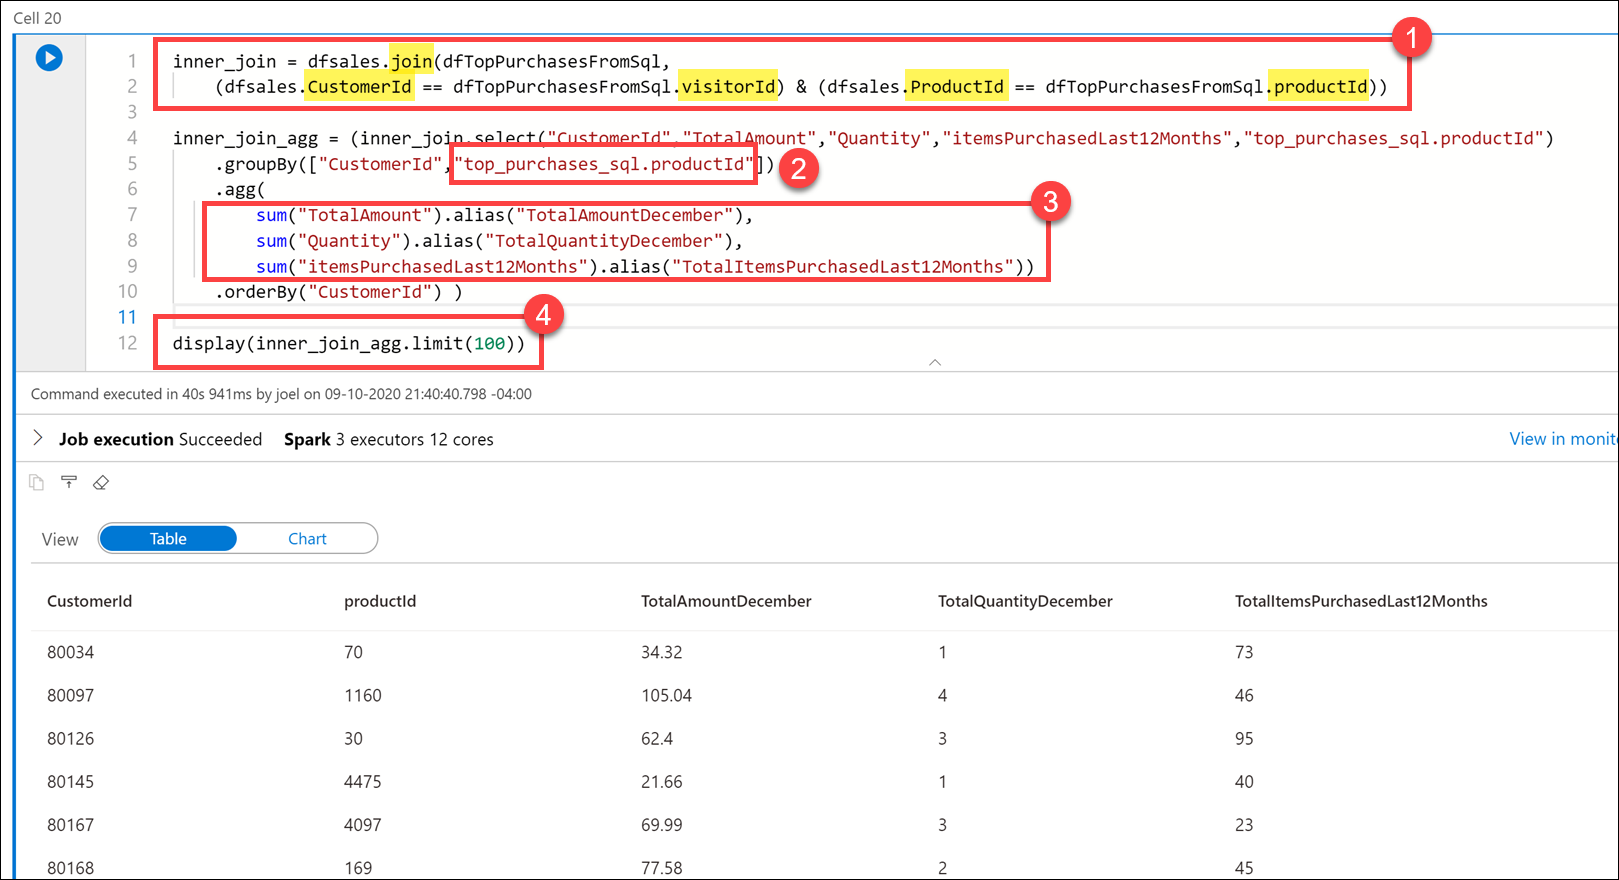 Cell 20
1
1 inner_join = dfsales.join(dfTopPurchasesFromSql,
2 (dfsales.CustomerId == dfTopPurchasesFromSql.visitorId) & (dfsales.ProductId == dfTopPurchasesFromSql.productId))
3
4 inner_join_agg = (inner_join.select("CustomerId","TotalAmount","Quantity","itemsPurchasedLast12Months","top_purchases_sql.productId")
5 .groupBy(["CustomerId","top_purchases_sql.productId"])
2
6 .agg(
3
7 sum("TotalAmount").alias("TotalAmountDecember"),
8 sum("Quantity").alias("TotalQuantityDecember"),
9 sum("itemsPurchasedLast12Months").alias("TotalItemsPurchasedLast12Months"))
10 .orderBy("CustomerId") )
11
4
12 display(inner_join_agg.limit(100))
Command executed in 40s 941ms by joel on 09-10-2020 21:40:40.798 -04:00
Job execution Succeeded Spark 3 executors 12 cores View in monit
View Table Chart
CustomerId productId TotalAmountDecember TotalQuantityDecember TotalItemsPurchasedLast12Months
80034 70 34.32 1 73
80097 1160 105.04 4 46
80126 30 62.4 3 95
80145 4475 21.66 1 40
80167 4097 69.99 3 23
80168 169 77.58 2 45